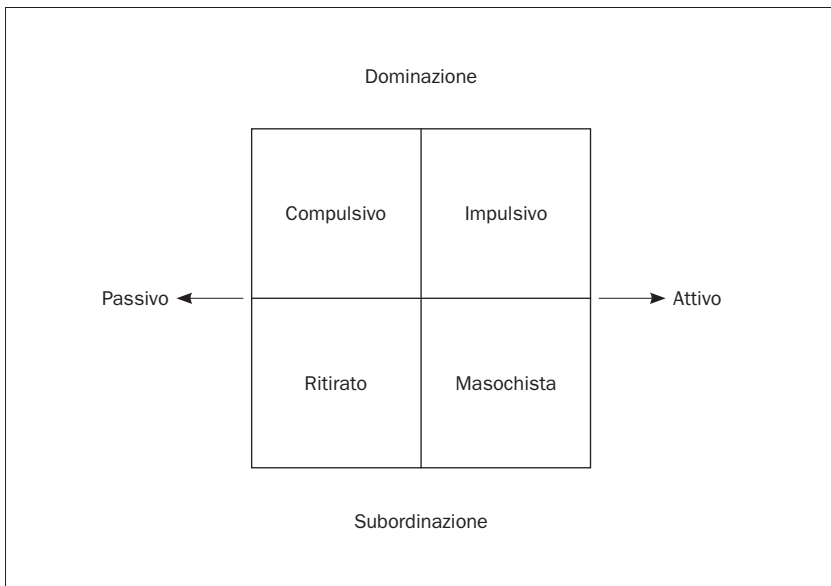 Dominazione
Compulsivo Impulsivo
Passivo Attivo
Ritirato Masochista
Subordinazione